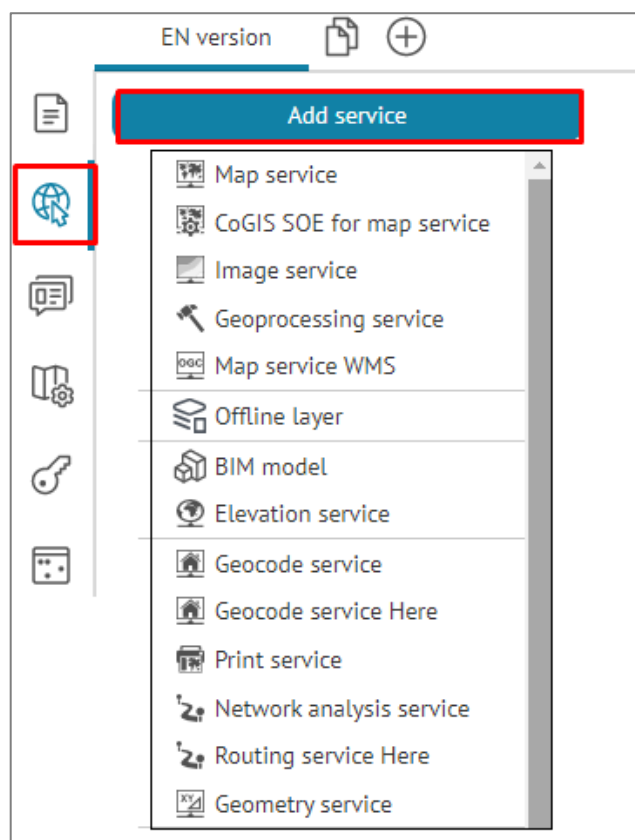 EN version
Add service
Map service
CoGIS SOE for map service
Image service
Geoprocessing service
OGC Map service WMS
Offline layer
BIM model
Elevation service
Geocode service
Geocode service Here
Print service
Network analysis service
Routing service Here
XY Geometry service